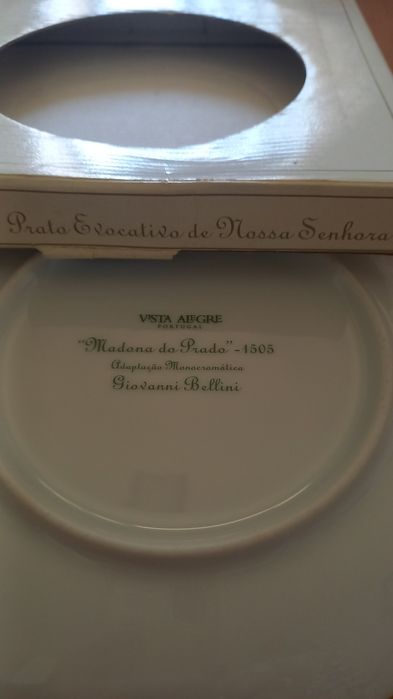 Prato Evocativo de Nossa Senhora
VISTA ALEGRE
PORTUGAL
"Madona do Prado" - 1505
Adaptação Monocromática
Giovanni Bellini